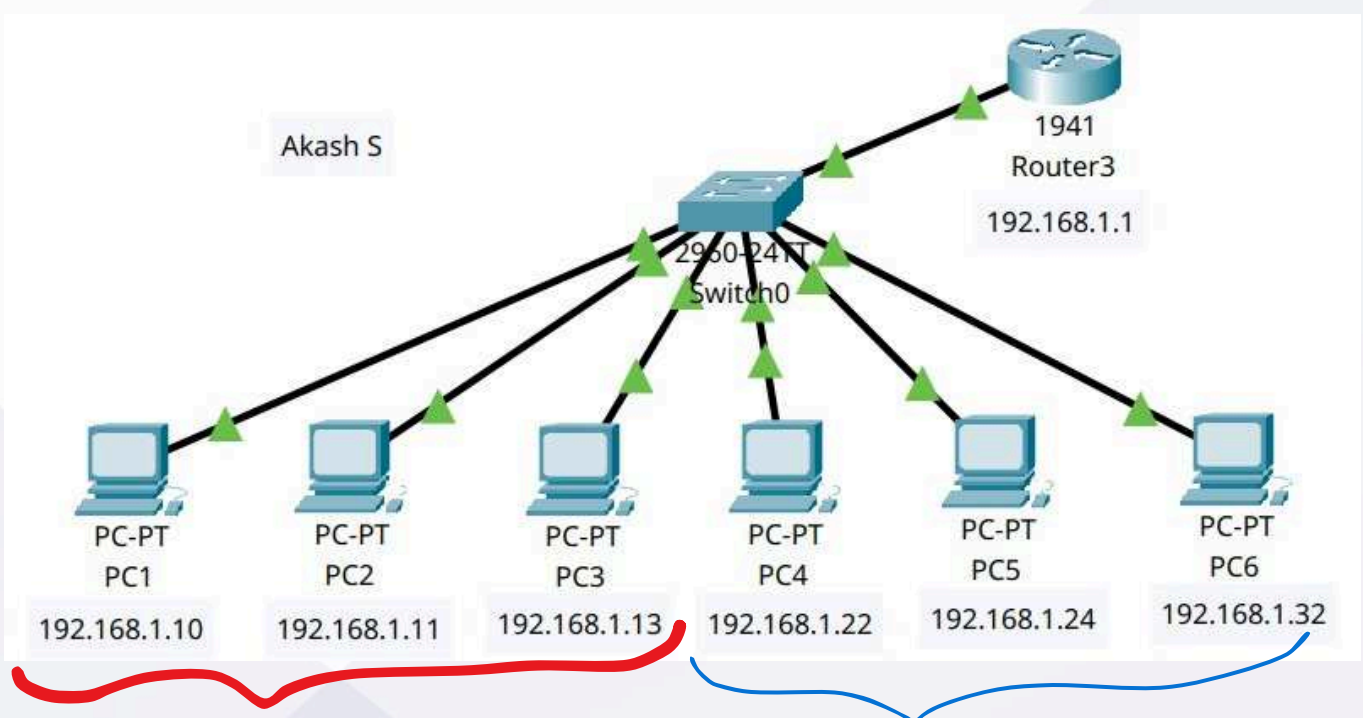 Akash S
1941
Router3
192.168.1.1
2960-24TT
Switch0
PC-PT
PC1
192.168.1.10
PC-PT
PC2
192.168.1.11
PC-PT
PC3
192.168.1.13
PC-PT
PC4
192.168.1.22
PC-PT
PC5
192.168.1.24
PC-PT
PC6
192.168.1.32